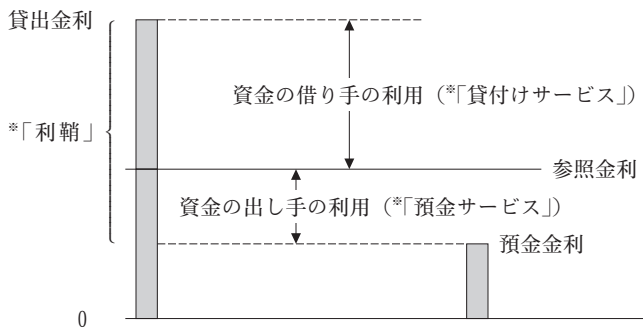 貸出金利
資金の借り手の利用(※「貸付けサービス」)
※「利鞘」
参照金利
資金の出し手の利用(※「預金サービス」)
預金金利
0